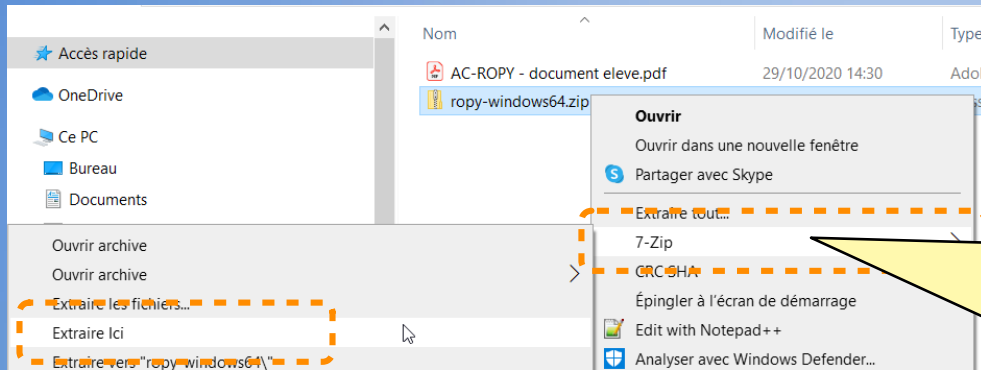 Nom Modifié le Type
Accès rapide
AC-ROPY - document eleve.pdf 29/10/2020 14:30
OneDrive
ropy-windows64.zip
Ouvrir
Ce PC
Ouvrir dans une nouvelle fenêtre
Bureau
Partager avec Skype
Documents
Extraire tout...
7-Zip
Ouvrir archive
CRC SHA
Ouvrir archive
Extraire les fichiers...
Épingler à l'écran de démarrage
Extraire Ici
Edit with Notepad++
Extraire vers "ropy-windows64\"
Analyser avec Windows Defender...